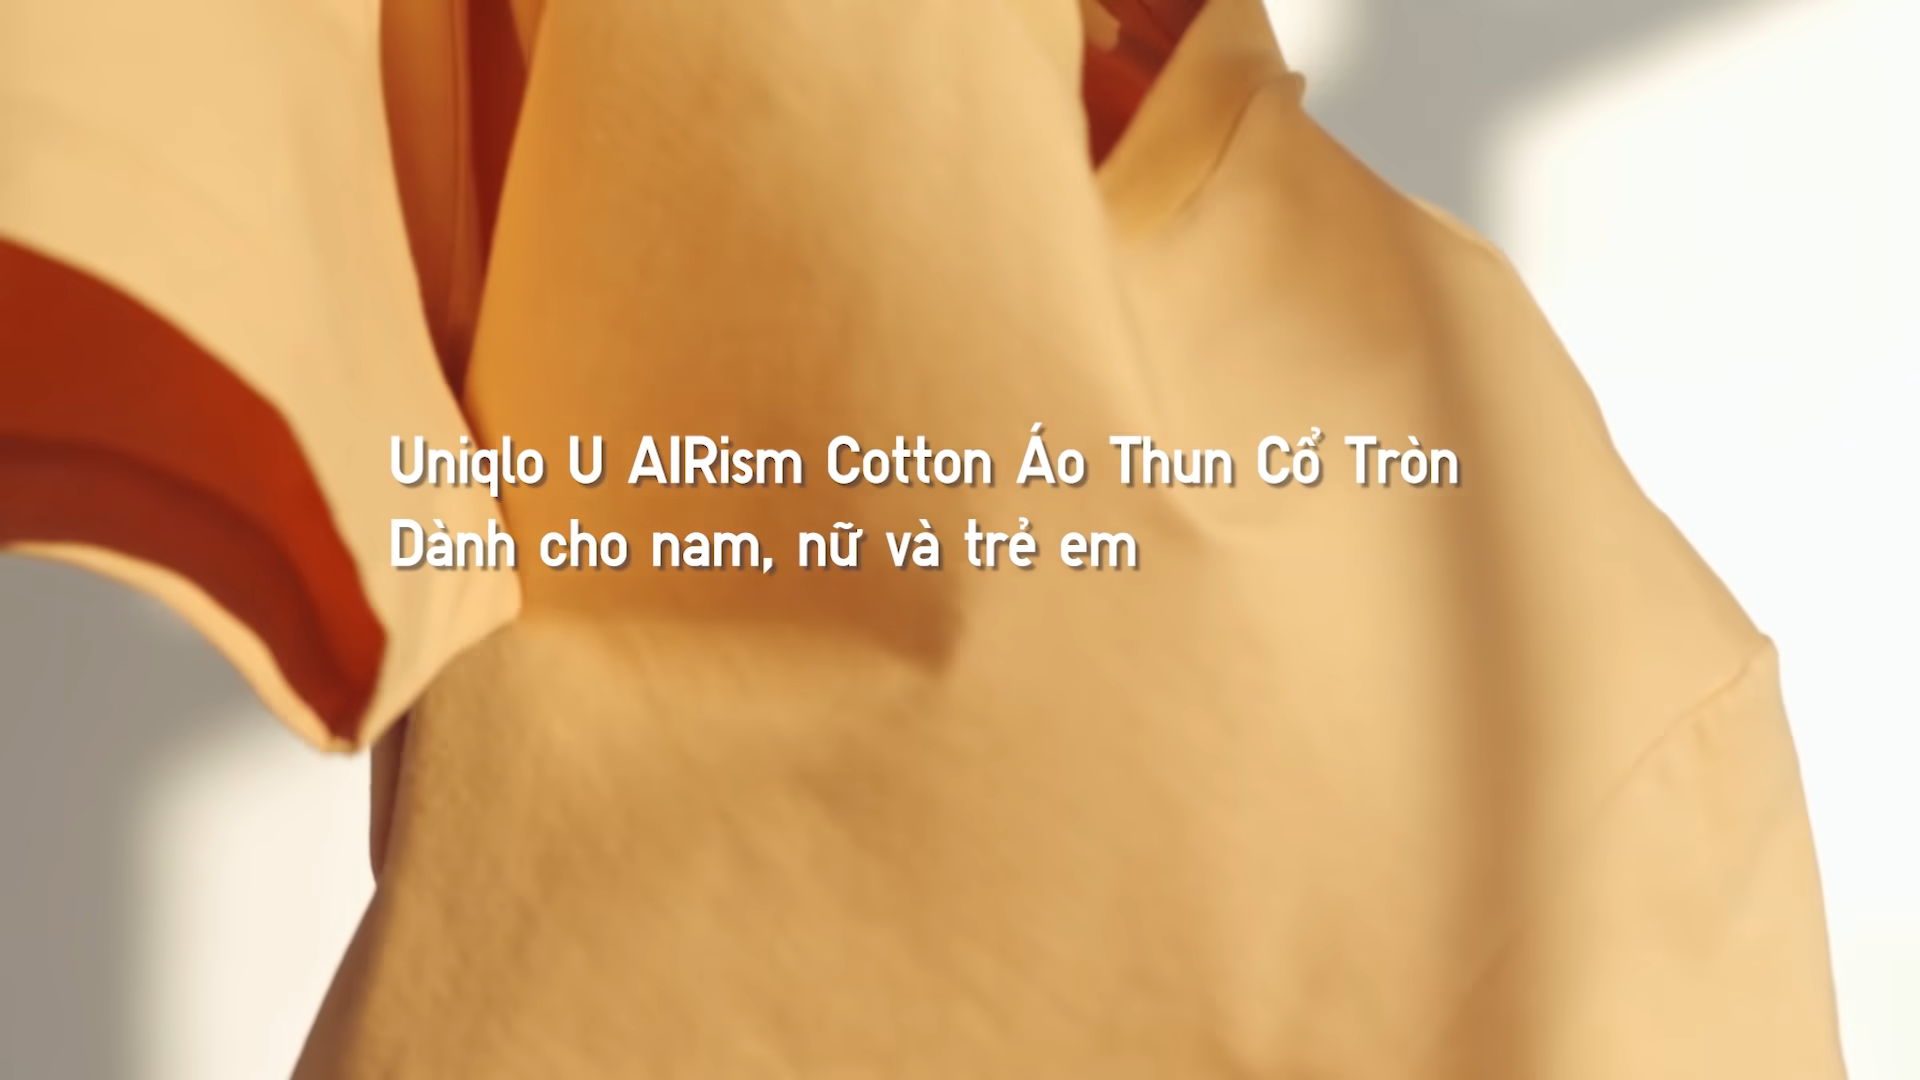 Uniqlo U AIRism Cotton Áo Thun Cổ Tròn
Dành cho nam, nữ và trẻ em